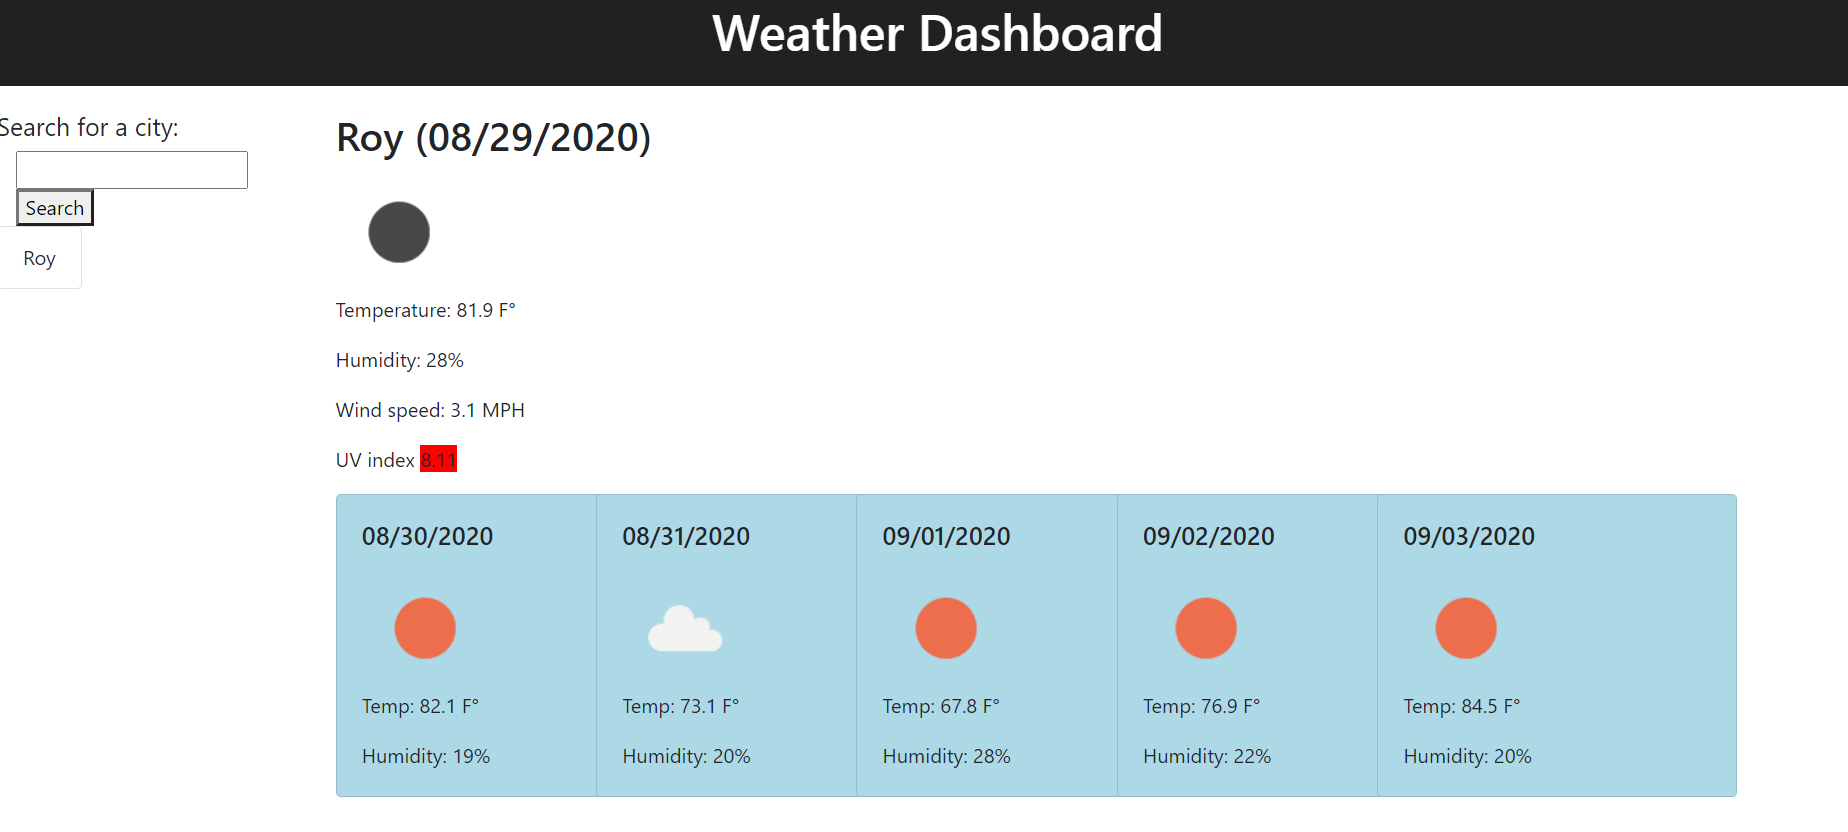 Weather Dashboard
Search for a city:
Search
Roy
Roy (08/29/2020)
Temperature: 81.9 F°
Humidity: 28%
Wind speed: 3.1 MPH
UV index 8.11
08/30/2020
Temp: 82.1 F°
Humidity: 19%
08/31/2020
Temp: 73.1 F°
Humidity: 20%
09/01/2020
Temp: 67.8 F°
Humidity: 28%
09/02/2020
Temp: 76.9 F°
Humidity: 22%
09/03/2020
Temp: 84.5 F°
Humidity: 20%